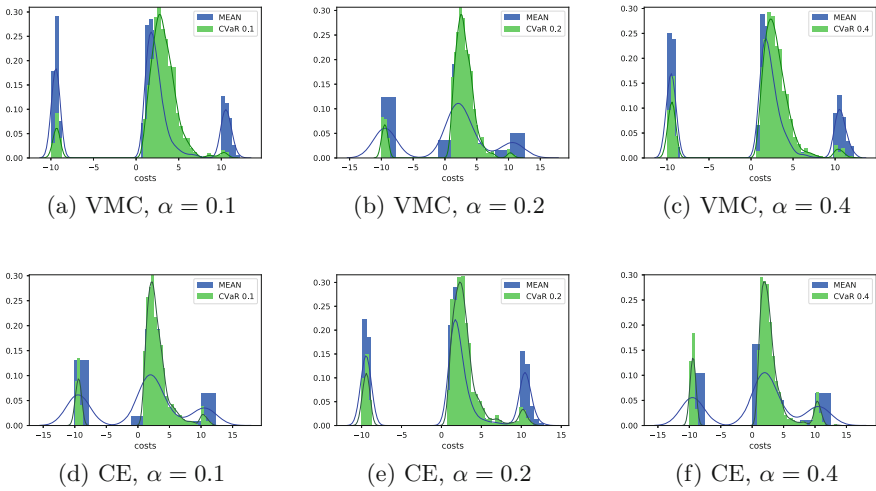 0.30
0.25
0.20
0.15
0.10
0.05
0.00
−10 −5 0 5 10
costs
MEAN
CVaR 0.1
(a) VMC, α = 0.1
0.30
0.25
0.20
0.15
0.10
0.05
0.00
−15 −10 −5 0 5 10 15
costs
MEAN
CVaR 0.2
(b) VMC, α = 0.2
0.30
0.25
0.20
0.15
0.10
0.05
0.00
−10 −5 0 5 10
costs
MEAN
CVaR 0.4
(c) VMC, α = 0.4
0.30
0.25
0.20
0.15
0.10
0.05
0.00
−15 −10 −5 0 5 10 15
costs
MEAN
CVaR 0.1
(d) CE, α = 0.1
0.30
0.25
0.20
0.15
0.10
0.05
0.00
−10 −5 0 5 10 15
costs
MEAN
CVaR 0.2
(e) CE, α = 0.2
0.30
0.25
0.20
0.15
0.10
0.05
0.00
−15 −10 −5 0 5 10 15
costs
MEAN
CVaR 0.4
(f) CE, α = 0.4